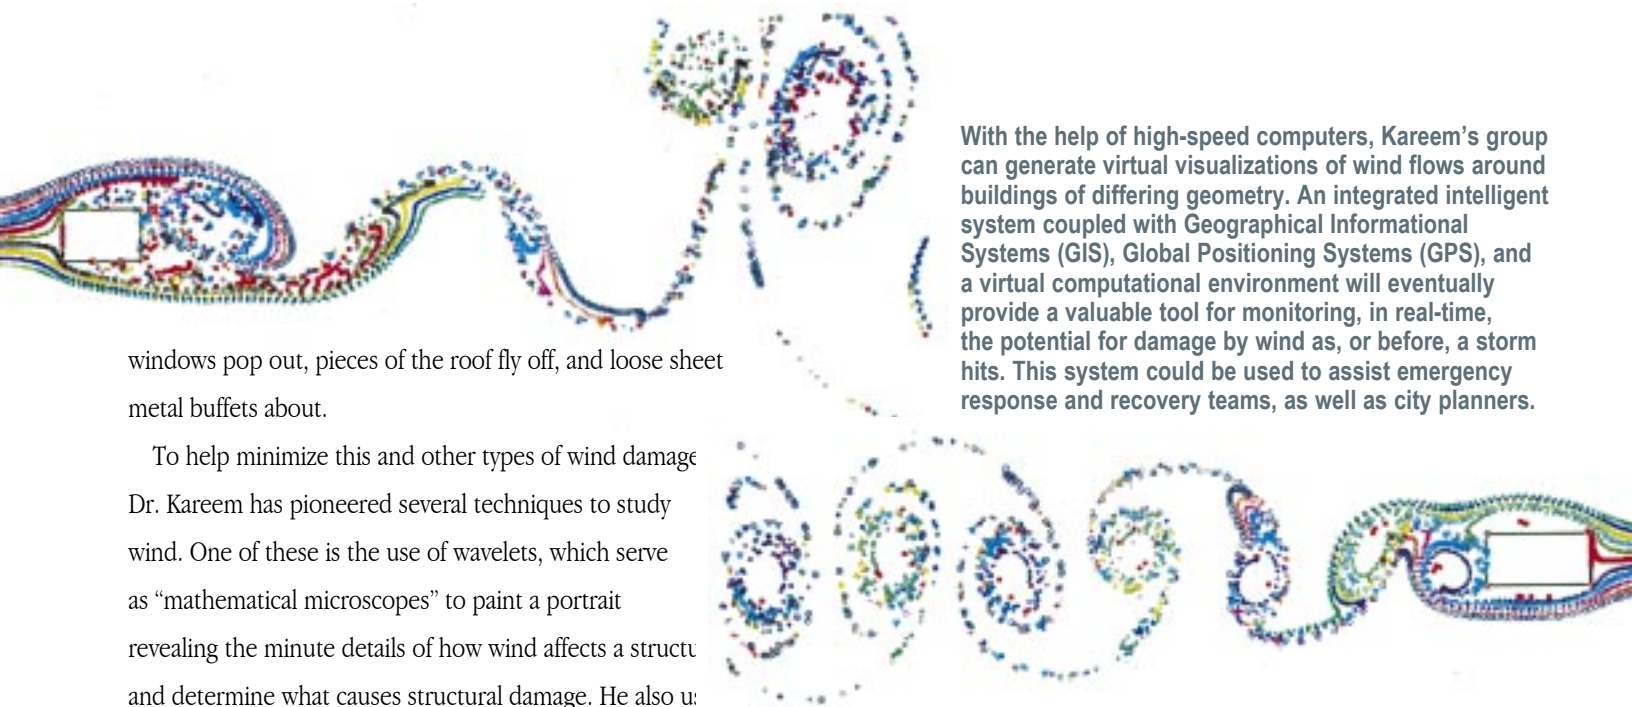 With the help of high-speed computers, Kareem’s group
can generate virtual visualizations of wind flows around
buildings of differing geometry. An integrated intelligent
system coupled with Geographical Informational
Systems (GIS), Global Positioning Systems (GPS), and
a virtual computational environment will eventually
provide a valuable tool for monitoring, in real-time,
the potential for damage by wind as, or before, a storm
hits. This system could be used to assist emergency
response and recovery teams, as well as city planners.
windows pop out, pieces of the roof fly off, and loose sheet
metal buffets about.
To help minimize this and other types of wind damage
Dr. Kareem has pioneered several techniques to study
wind. One of these is the use of wavelets, which serve
as “mathematical microscopes” to paint a portrait
revealing the minute details of how wind affects a
and determine what causes structural damage. He also